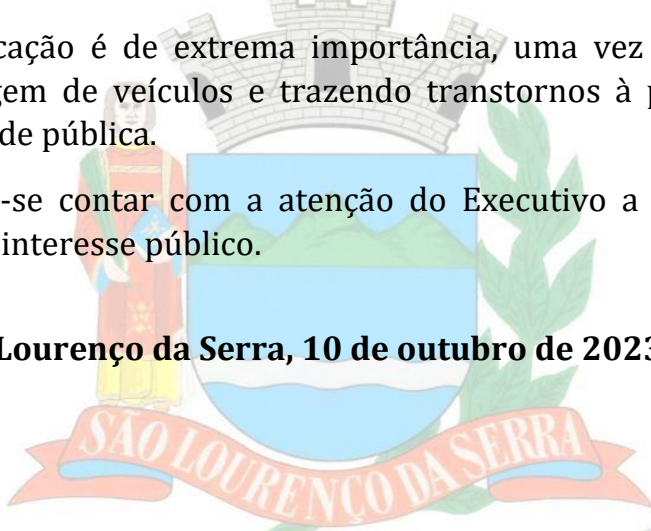 cação é de extrema importância, uma vez
gem de veículos e trazendo transtornos à p
de pública.
-se contar com a atenção do Executivo a
interesse público.
Lourenço da Serra, 10 de outubro de 2023
SÃO LOURENÇO DA SERRA